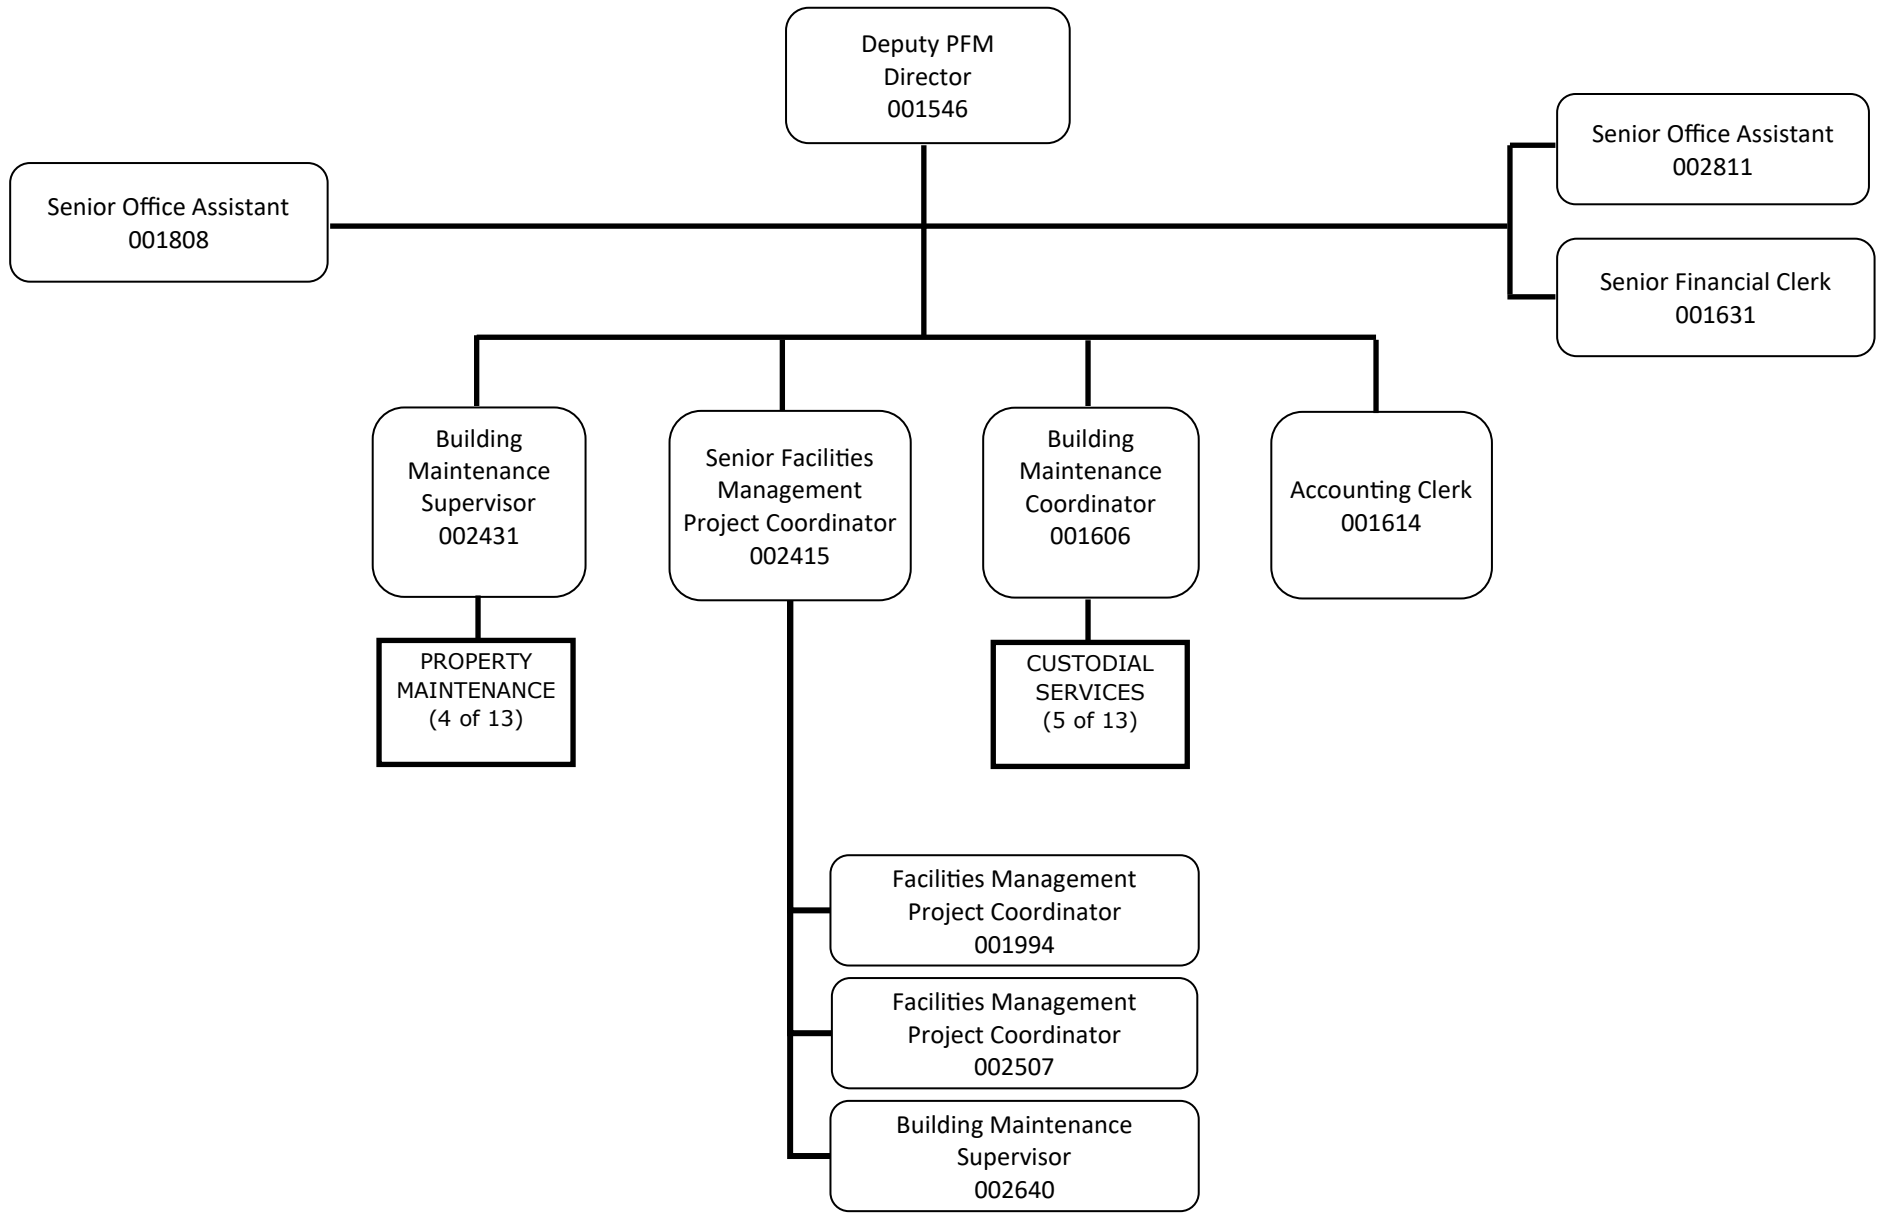 Deputy PFM
Director
001546
Senior Office Assistant
002811
Senior Office Assistant
001808
Senior Financial Clerk
001631
Building
Maintenance
Supervisor
002431
Senior Facilities
Management
Project Coordinator
002415
Building
Maintenance
Coordinator
001606
Accounting Clerk
001614
PROPERTY
MAINTENANCE
(4 of 13)
CUSTODIAL
SERVICES
(5 of 13)
Facilities Management
Project Coordinator
001994
Facilities Management
Project Coordinator
002507
Building Maintenance
Supervisor
002640